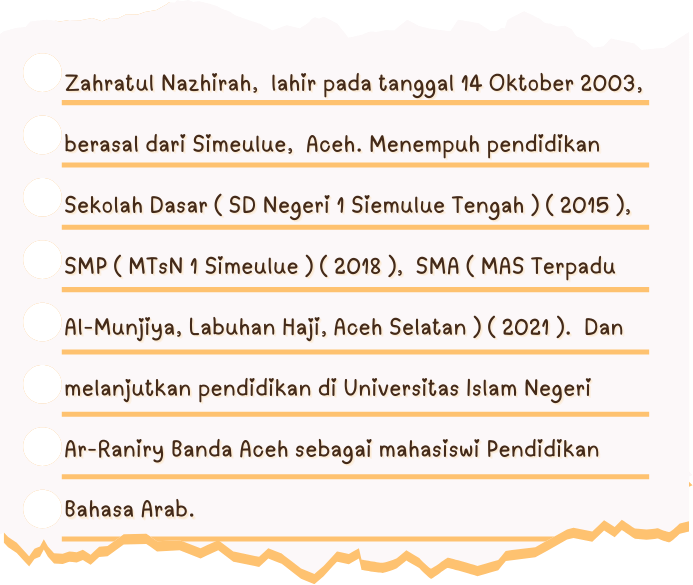 Zahratul Nazhirah, lahir pada tanggal 14 Oktober 2003,
berasal dari Simeulue, Aceh. Menempuh pendidikan
Sekolah Dasar ( SD Negeri 1 Siemulue Tengah ) ( 2015 ),
SMP ( MTsN 1 Simeulue ) ( 2018 ), SMA ( MAS Terpadu
Al-Munjiya, Labuhan Haji, Aceh Selatan ) ( 2021 ). Dan
melanjutkan pendidikan di Universitas Islam Negeri
Ar-Raniry Banda Aceh sebagai mahasiswi Pendidikan
Bahasa Arab.